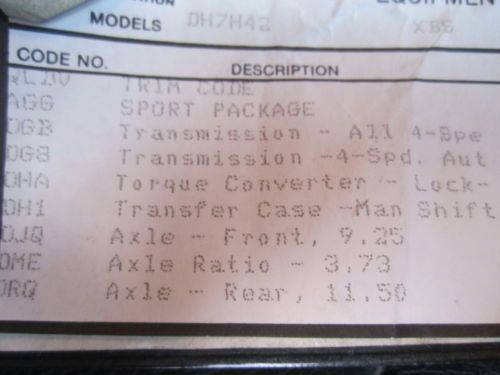 EQUIPMEN
MODELS DH7H42 XBS
CODE NO. DESCRIPTION
TRIM CODE
AGG SPORT PACKAGE
DGB Transmission - All 4-Spe
DG8 Transmission -4-Spd. Aut
DHA Torque Converter - Lock-
DH1 Transfer Case -Man Shift
DJQ Axle - Front, 9.25
DME Axle Ratio - 3.73
DRQ Axle - Rear, 11.50